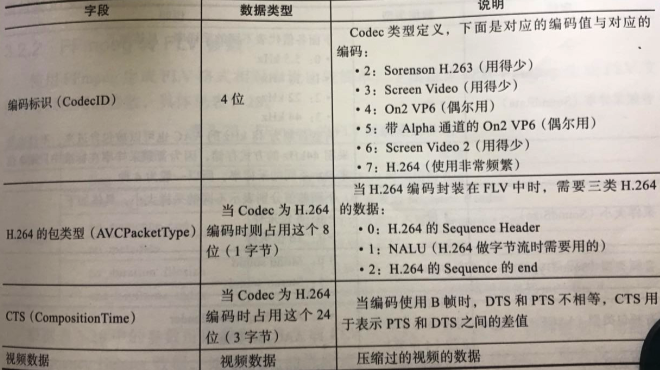 字段 数据类型 说明
编码标识（CodecID） 4 位
Codec 类型定义，下面是对应的编码值与对应的
编码：
• 2：Sorenson H.263（用得少）
• 3：Screen Video（用得少）
• 4：On2 VP6（偶尔用）
• 5：带 Alpha 通道的 On2 VP6（偶尔用）
• 6：Screen Video 2（用得少）
• 7：H.264（使用非常频繁）
H.264 的包类型（AVCPacketType）
当 Codec 为 H.264
编码时则占用这个 8
位（1 字节）
当 H.264 编码封装在 FLV 中时，需要三类 H.264
的数据：
• 0：H.264 的 Sequence Header
• 1：NALU（H.264 做字节流时需要用的）
• 2：H.264 的 Sequence 的 end
CTS（CompositionTime）
当 Codec 为 H.264
编码时占用这个 24
位（3 字节）
当编码使用 B 帧时，DTS 和 PTS 不相等，CTS 用
于表示 PTS 和 DTS 之间的差值
视频数据 视频数据 压缩过的视频的数据